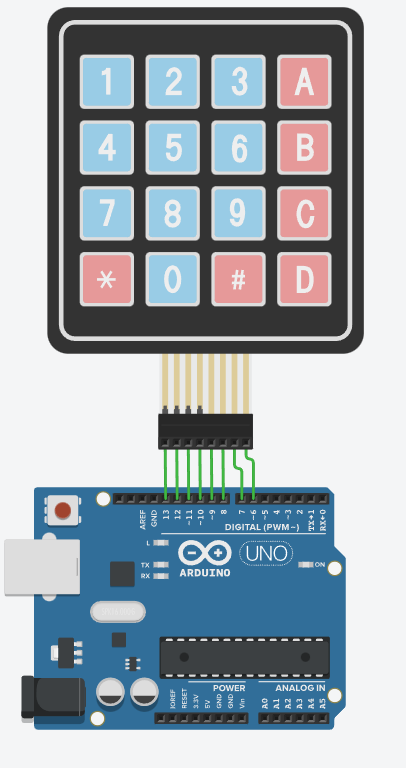 1 2 3 A
4 5 6 B
7 8 9 C
* 0 # D
AREF
GND
13
12
~11
~10
~9
8
7
6
~5
4
~3
2
TX→1
RX←0
DIGITAL (PWM~)
L
TX
RX
ARDUINO
UNO
ON
IOREF
RESET
3.3V
5V
GND
GND
Vin
POWER
ANALOG IN
A0
A1
A2
A3
A4
A5